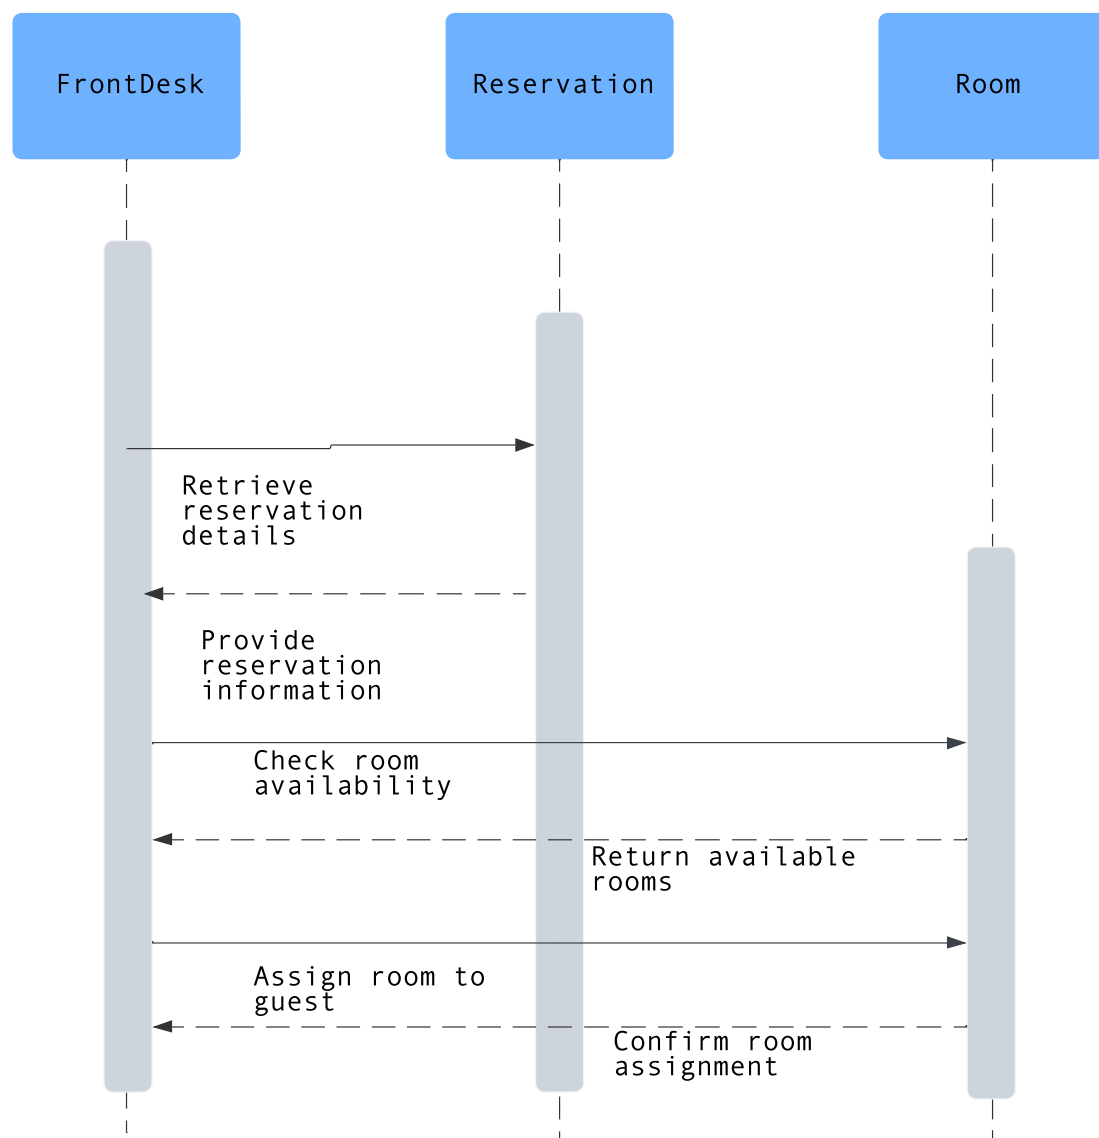 FrontDesk
Reservation
Room
Retrieve
reservation
details
Provide
reservation
information
Check room
availability
Return available
rooms
Assign room to
guest
Confirm room
assignment